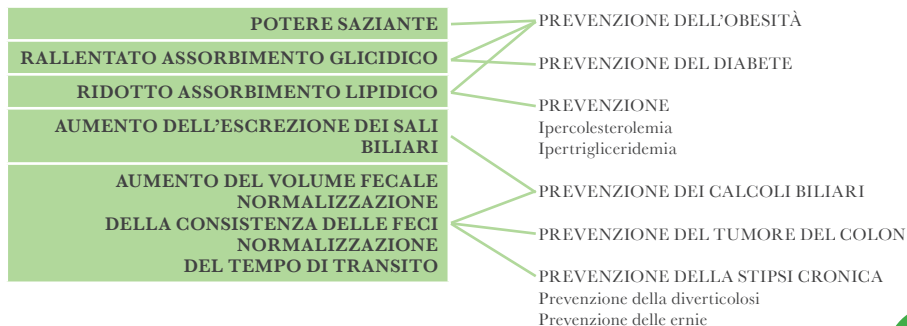 POTERE SAZIANTE
RALLENTATO ASSORBIMENTO GLICIDICO
RIDOTTO ASSORBIMENTO LIPIDICO
AUMENTO DELL'ESCREZIONE DEI SALI
BILIARI
AUMENTO DEL VOLUME FECALE
NORMALIZZAZIONE
DELLA CONSISTENZA DELLE FECI
NORMALIZZAZIONE
DEL TEMPO DI TRANSITO
PREVENZIONE DELL'OBESITÀ
PREVENZIONE DEL DIABETE
PREVENZIONE
Ipercolesterolemia
Ipertrigliceridemia
PREVENZIONE DEI CALCOLI BILIARI
PREVENZIONE DEL TUMORE DEL COLON
PREVENZIONE DELLA STIPSI CRONICA
Prevenzione della diverticolosi
Prevenzione delle ernie